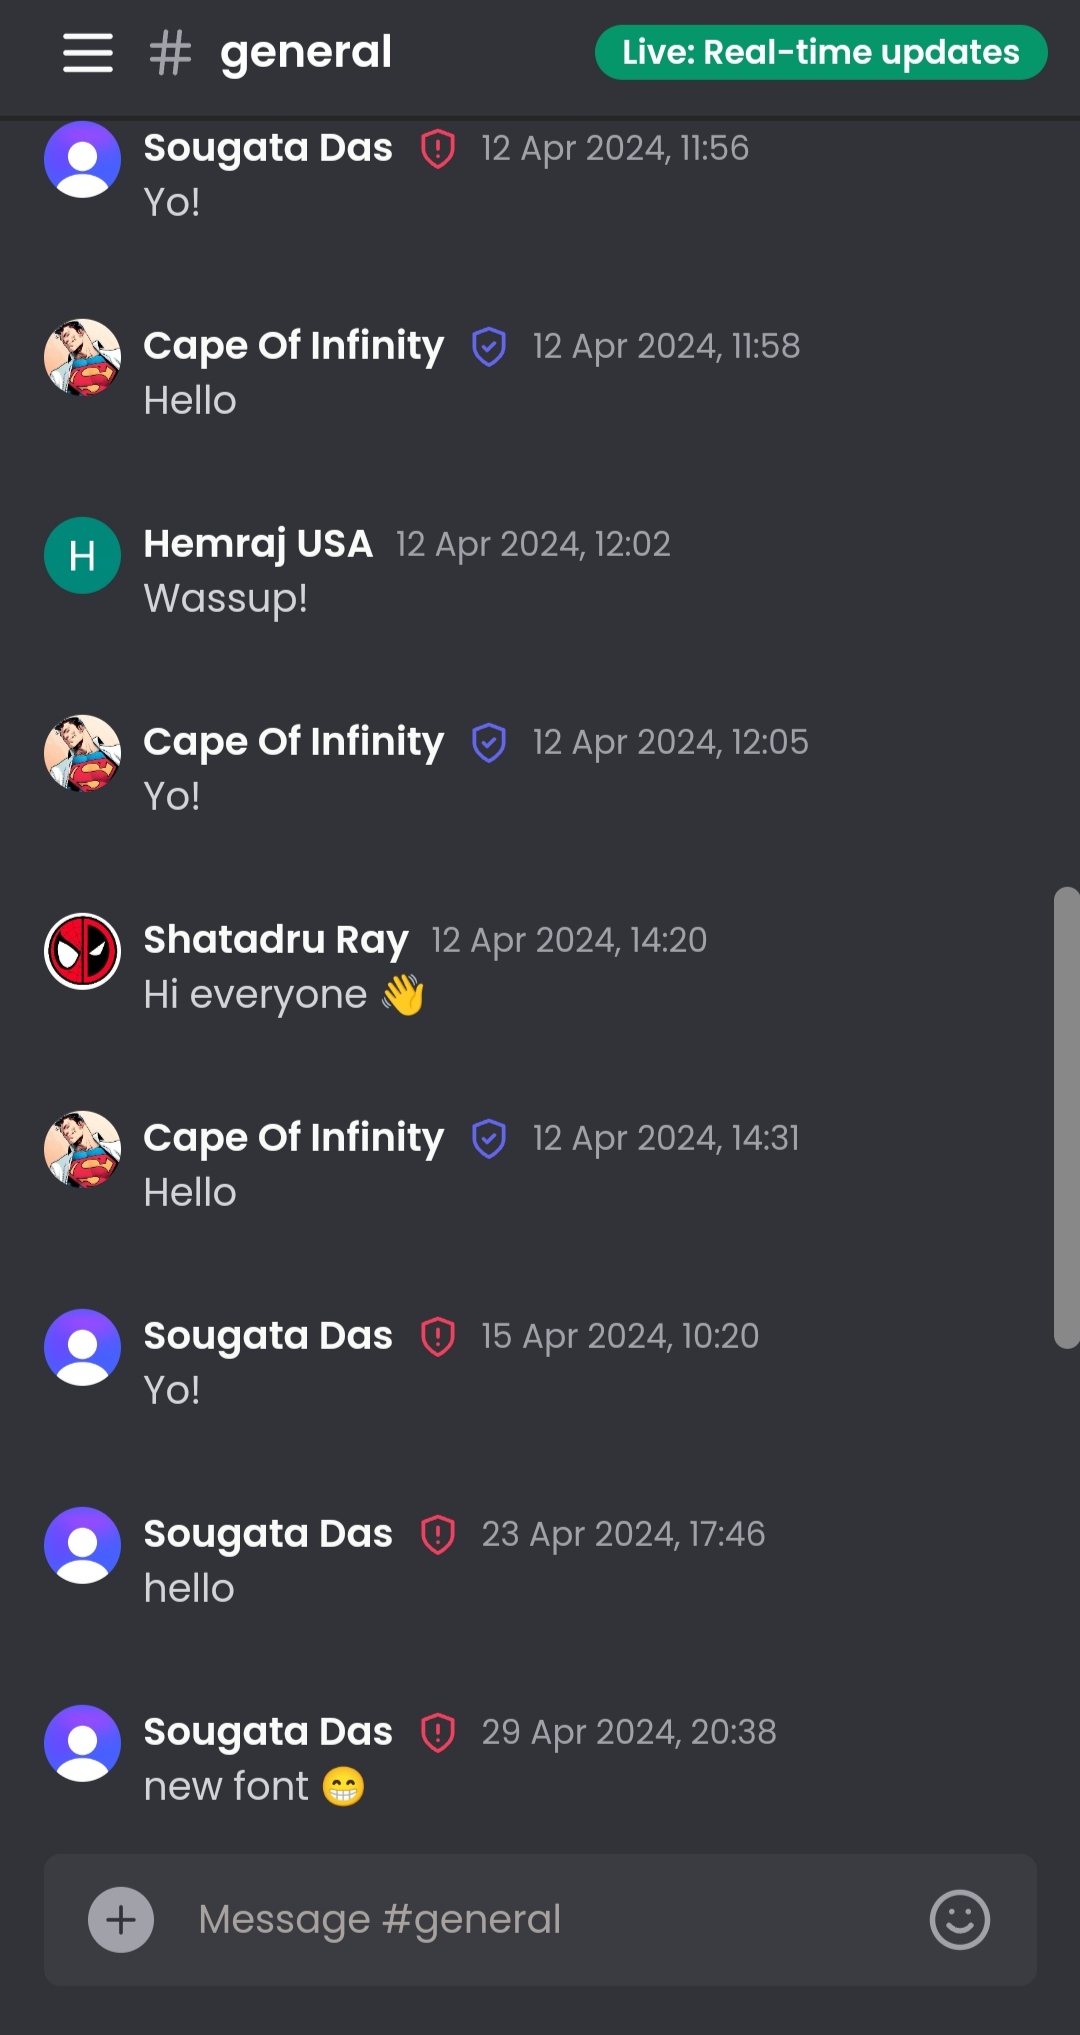 # general
Live: Real-time updates
Sougata Das 12 Apr 2024, 11:56
Yo!
Cape Of Infinity 12 Apr 2024, 11:58
Hello
H
Hemraj USA 12 Apr 2024, 12:02
Wassup!
Cape Of Infinity 12 Apr 2024, 12:05
Yo!
Shatadru Ray 12 Apr 2024, 14:20
Hi everyone 👋
Cape Of Infinity 12 Apr 2024, 14:31
Hello
Sougata Das 15 Apr 2024, 10:20
Yo!
Sougata Das 23 Apr 2024, 17:46
hello
Sougata Das 29 Apr 2024, 20:38
new font 😁
Message #general